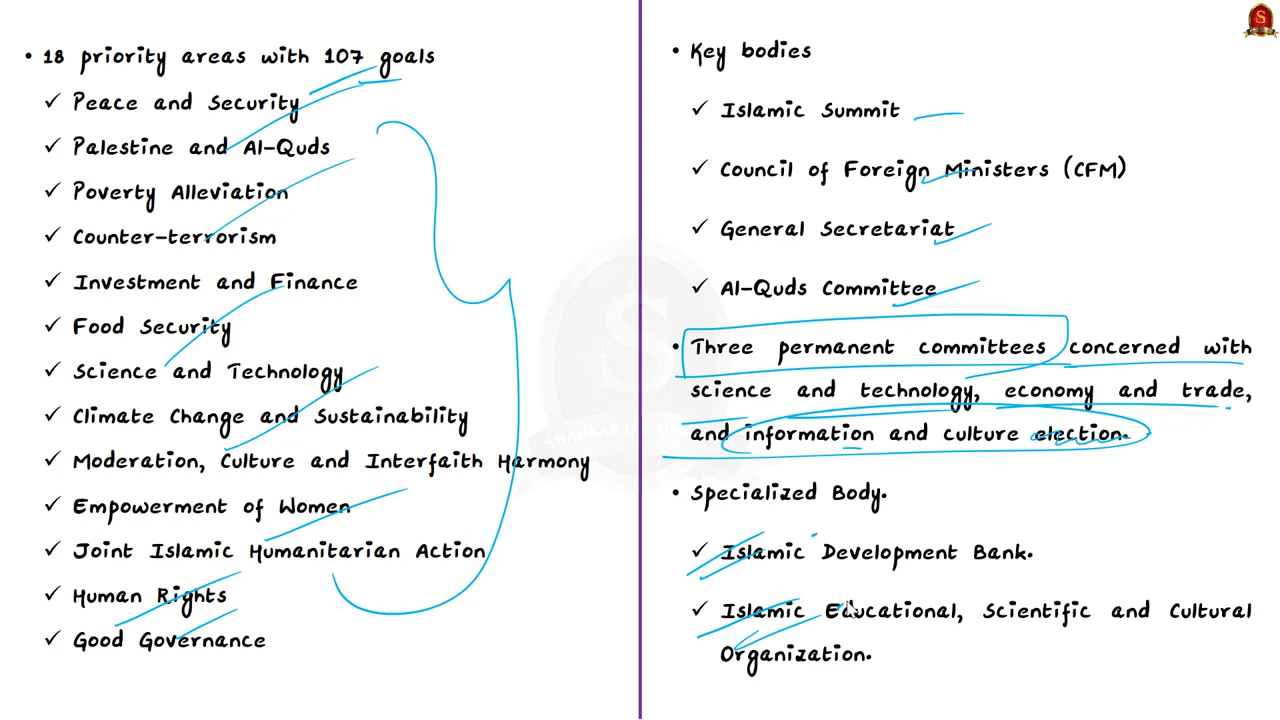 • 18 priority areas with 107 goals
✓ Peace and Security
✓ Palestine and Al-Quds
✓ Poverty Alleviation
✓ Counter-terrorism
✓ Investment and Finance
✓ Food Security
✓ Science and Technology
✓ Climate Change and Sustainability
✓ Moderation, Culture and Interfaith Harmony
✓ Empowerment of Women
✓ Joint Islamic Humanitarian Action
✓ Human Rights
✓ Good Governance
• Key bodies
✓ Islamic Summit
✓ Council of Foreign Ministers (CFM)
✓ General Secretariat
✓ Al-Quds Committee
• Three permanent committees concerned with
science and technology, economy and trade,
and information and culture election.
• Specialized Body.
✓ Islamic Development Bank.
✓ Islamic Educational, Scientific and Cultural
Organization.
S